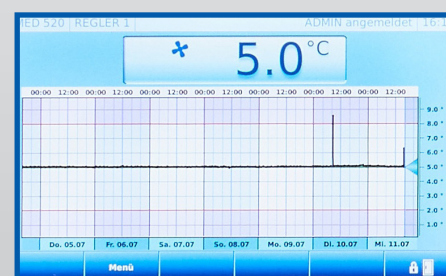 MED 520 | REGLER 1 | ADMIN angemeldet | 16:1
5.0 °C
00:00 12:00 00:00 12:00 00:00 12:00 00:00 12:00 00:00 12:00 00:00 12:00 00:00 12:00
9.0 °
8.0 °
7.0 °
6.0 °
5.0 °
4.0 °
3.0 °
2.0 °
1.0 °
Do. 05.07 Fr. 06.07 Sa. 07.07 So. 08.07 Mo. 09.07 Di. 10.07 Mi. 11.07
Menü